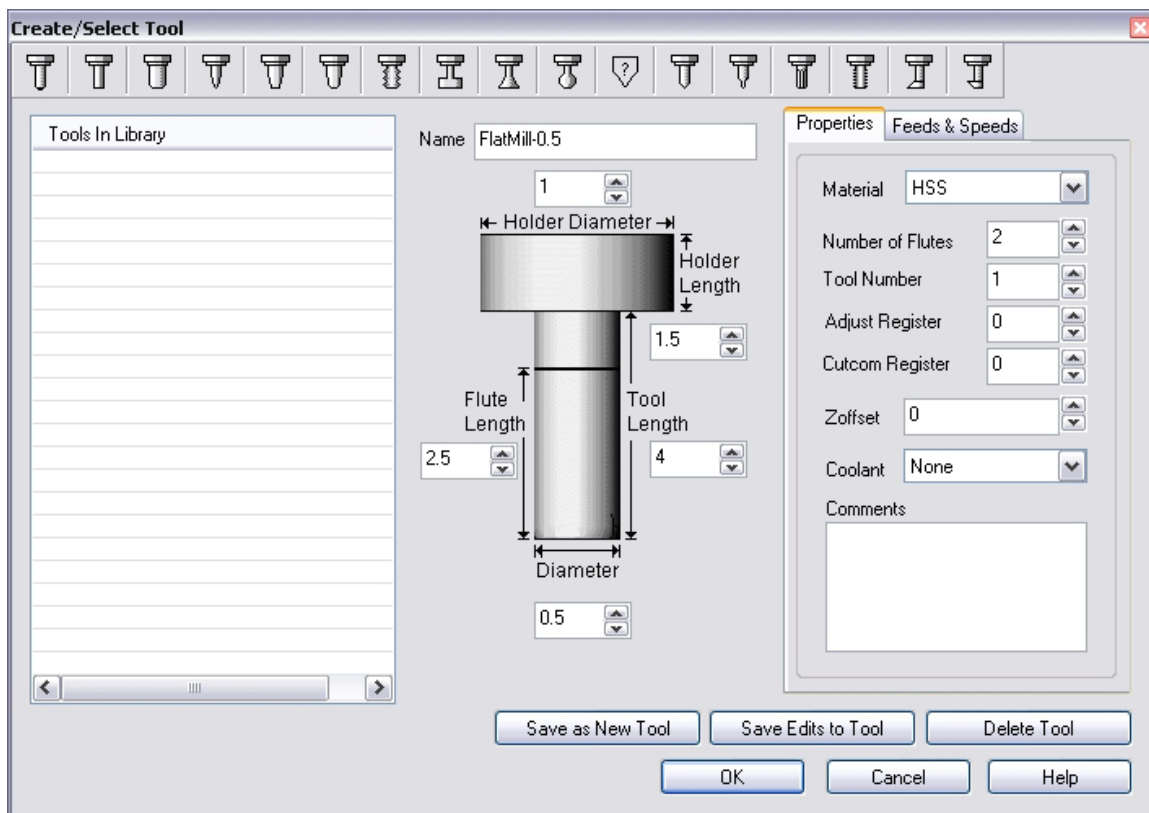 Create/Select Tool
?
Tools In Library
Name FlatMill-0.5
1
Holder Diameter
Holder
Length
1.5
Flute
Length
2.5
Tool
Length
4
Diameter
0.5
Properties Feeds & Speeds
Material HSS
Number of Flutes 2
Tool Number 1
Adjust Register 0
Cutcom Register 0
Zoffset 0
Coolant None
Comments
Save as New Tool Save Edits to Tool Delete Tool
OK Cancel Help